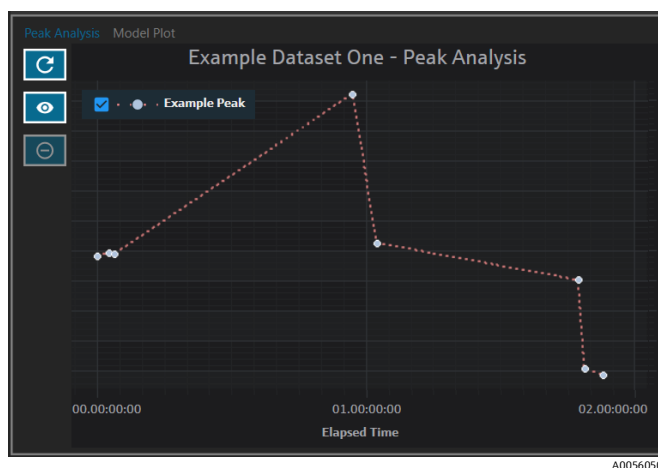 Peak Analysis Model Plot
Example Dataset One - Peak Analysis
Example Peak
00.00:00:00 01.00:00:00 02.00:00:00
Elapsed Time